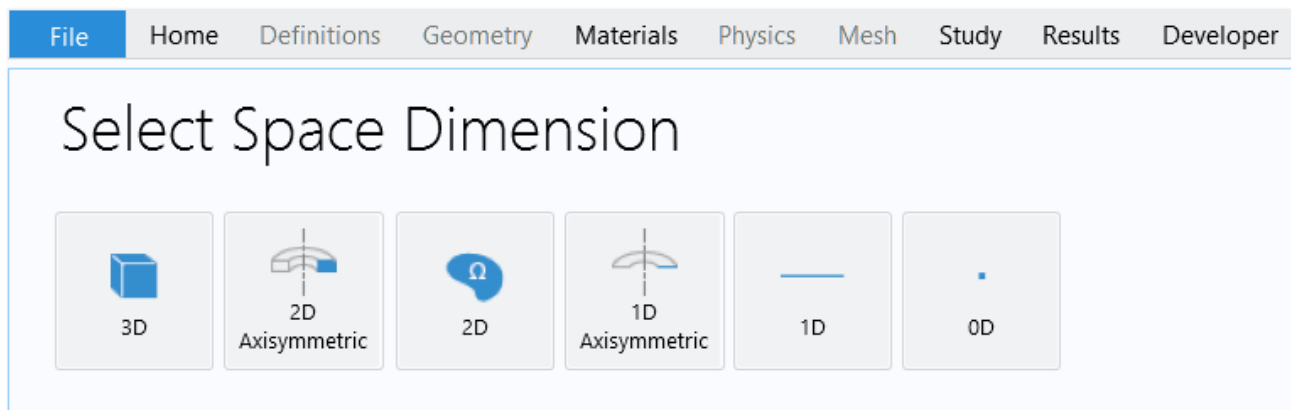 File Home Definitions Geometry Materials Physics Mesh Study Results Developer
Select Space Dimension
3D
2D
Axisymmetric
Ω
2D
1D
Axisymmetric
1D
0D